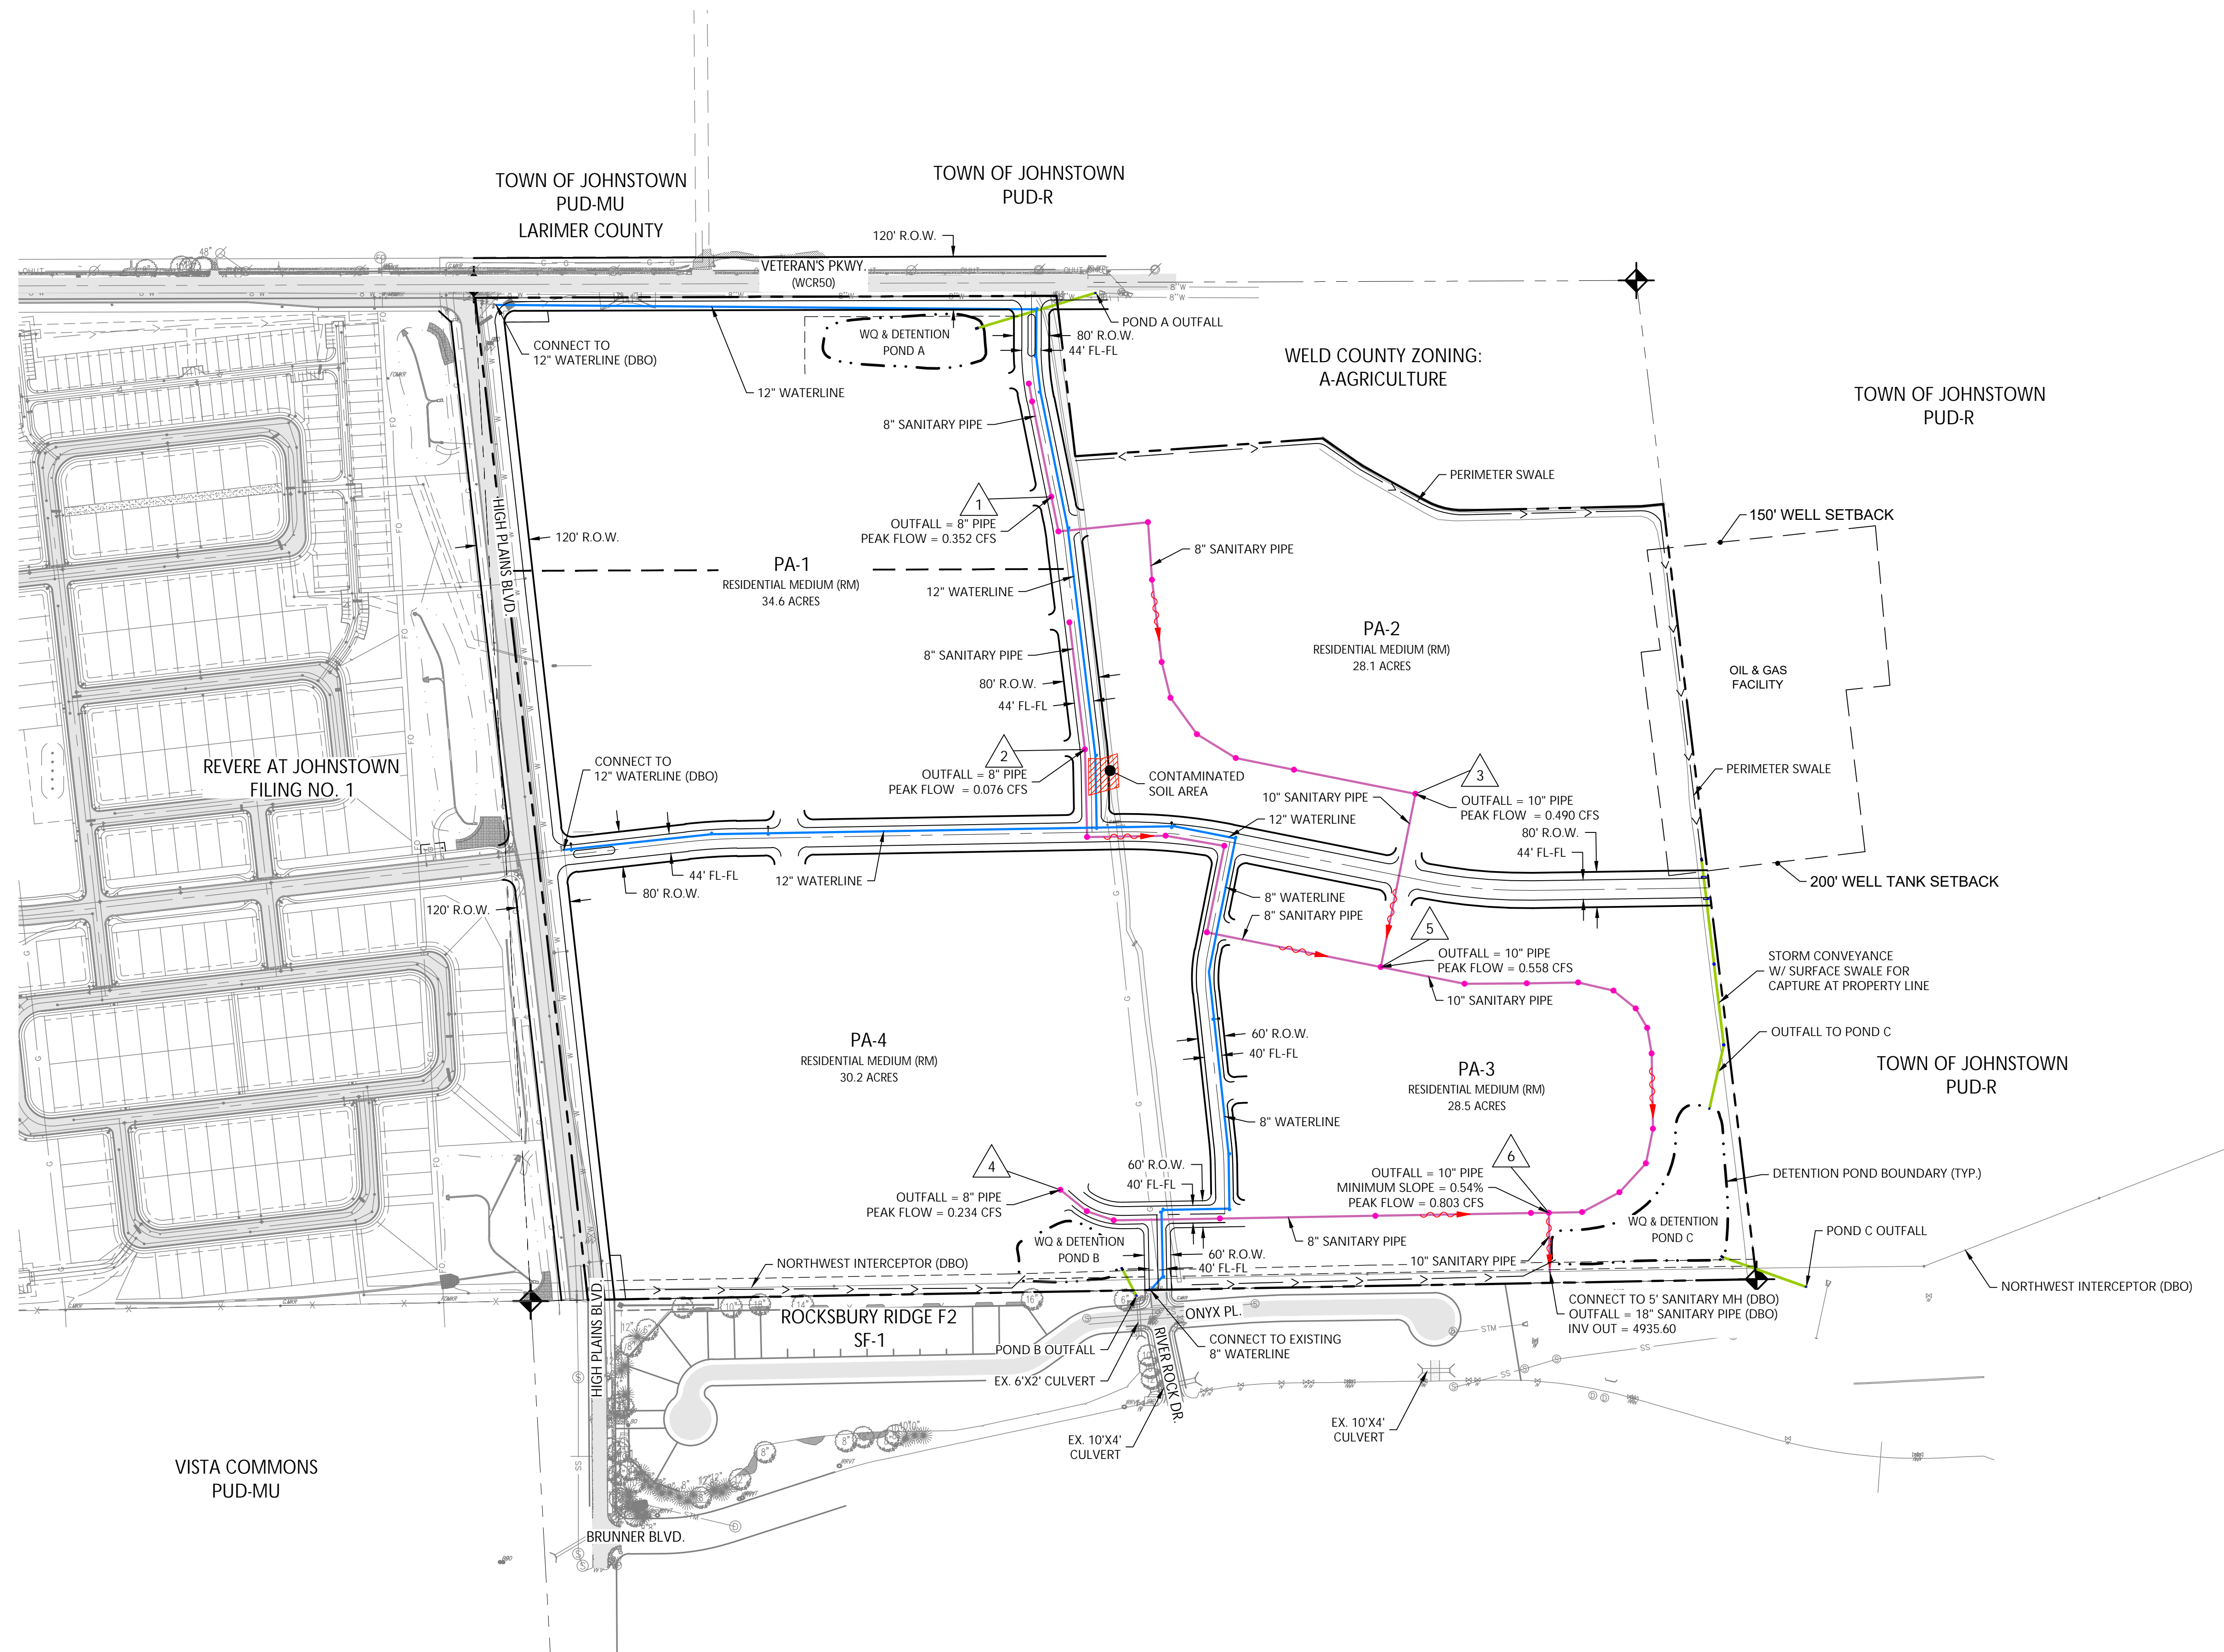 TOWN OF JOHNSTOWN
PUD-MU
LARIMER COUNTY
TOWN OF JOHNSTOWN
PUD-R
120' R.O.W.
48"
VETERAN'S PKWY.
(WCR50)
8"W
8"W
8"W
8"W
8"W
POND A OUTFALL
WQ & DETENTION
POND A
80' R.O.W.
44' FL-FL
CONNECT TO
12" WATERLINE (DBO)
12" WATERLINE
8" SANITARY PIPE
WELD COUNTY ZONING:
A-AGRICULTURE
TOWN OF JOHNSTOWN
PUD-R
PERIMETER SWALE
150' WELL SETBACK
1
OUTFALL = 8" PIPE
PEAK FLOW = 0.352 CFS
HIGH PLAINS BLVD.
120' R.O.W.
8" SANITARY PIPE
PA-1
RESIDENTIAL MEDIUM (RM)
34.6 ACRES
12" WATERLINE
PA-2
RESIDENTIAL MEDIUM (RM)
28.1 ACRES
8" SANITARY PIPE
80' R.O.W.
44' FL-FL
OIL & GAS
FACILITY
REVERE AT JOHNSTOWN
FILING NO. 1
CONNECT TO
12" WATERLINE (DBO)
2
OUTFALL = 8" PIPE
PEAK FLOW = 0.076 CFS
CONTAMINATED
SOIL AREA
3
10" SANITARY PIPE
OUTFALL = 10" PIPE
PEAK FLOW = 0.490 CFS
PERIMETER SWALE
12" WATERLINE
80' R.O.W.
44' FL-FL
44' FL-FL
80' R.O.W.
12" WATERLINE
200' WELL TANK SETBACK
120' R.O.W.
8" WATERLINE
8" SANITARY PIPE
5
OUTFALL = 10" PIPE
PEAK FLOW = 0.558 CFS
STORM CONVEYANCE
W/ SURFACE SWALE FOR
CAPTURE AT PROPERTY LINE
10" SANITARY PIPE
PA-4
RESIDENTIAL MEDIUM (RM)
30.2 ACRES
60' R.O.W.
40' FL-FL
OUTFALL TO POND C
PA-3
RESIDENTIAL MEDIUM (RM)
28.5 ACRES
TOWN OF JOHNSTOWN
PUD-R
8" WATERLINE
4
60' R.O.W.
40' FL-FL
OUTFALL = 8" PIPE
PEAK FLOW = 0.234 CFS
6
OUTFALL = 10" PIPE
MINIMUM SLOPE = 0.54%
PEAK FLOW = 0.803 CFS
DETENTION POND BOUNDARY (TYP.)
WQ & DETENTION
POND B
8" SANITARY PIPE
WQ & DETENTION
POND C
POND C OUTFALL
NORTHWEST INTERCEPTOR (DBO)
60' R.O.W.
40' FL-FL
10" SANITARY PIPE
NORTHWEST INTERCEPTOR (DBO)
HIGH PLAINS BLVD.
ROCKSBURY RIDGE F2
SF-1
ONYX PL.
CONNECT TO 5' SANITARY MH (DBO)
OUTFALL = 18" SANITARY PIPE (DBO)
INV OUT = 4935.60
POND B OUTFALL
RIVER ROCK DR.
CONNECT TO EXISTING
8" WATERLINE
STM
SS
SS
EX. 6'X2' CULVERT
EX. 10'X4'
CULVERT
EX. 10'X4'
CULVERT
VISTA COMMONS
PUD-MU
SS
STM
BRUNNER BLVD.